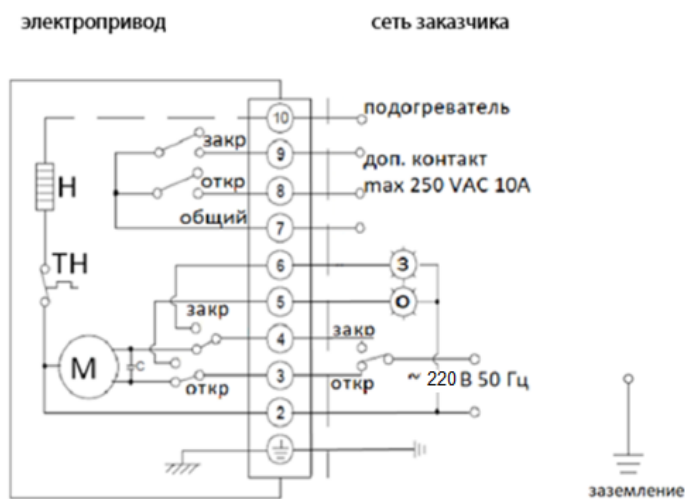 электропривод сеть заказчика
10 подогреватель
закр 9 доп. контакт
Н откр 8 max 250 VAC 10A
общий 7
ТН 6 З
5 О
закр 4 закр
М С 3 ~ 220 В 50 Гц
откр откр
2
заземление